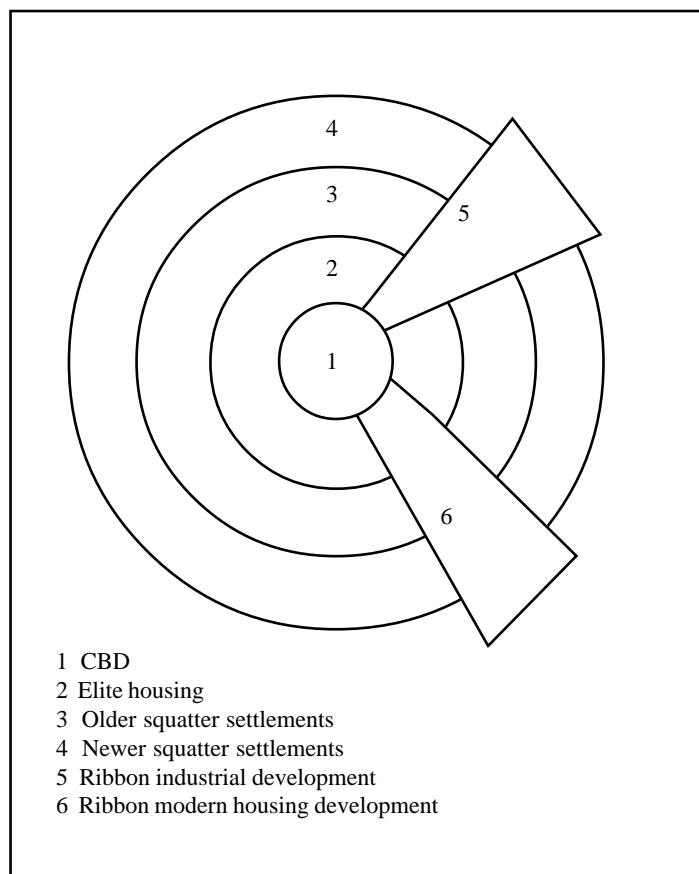 4
3
5
2
1
6
1 CBD
2 Elite housing
3 Older squatter settlements
4 Newer squatter settlements
5 Ribbon industrial development
6 Ribbon modern housing development